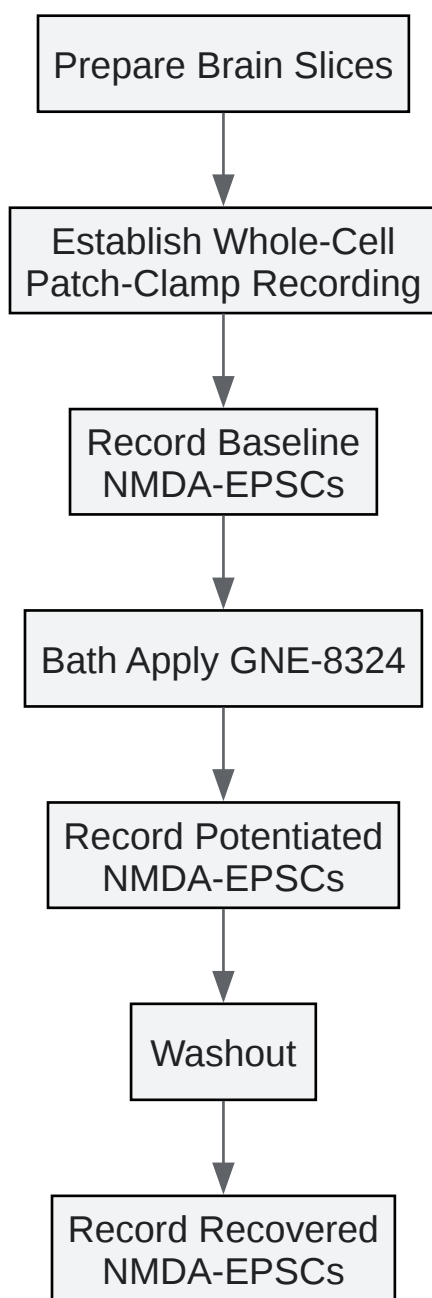 Prepare Brain Slices
Establish Whole-Cell
Patch-Clamp Recording
Record Baseline
NMDA-EPSCs
Bath Apply GNE-8324
Record Potentiated
NMDA-EPSCs
Washout
Record Recovered
NMDA-EPSCs